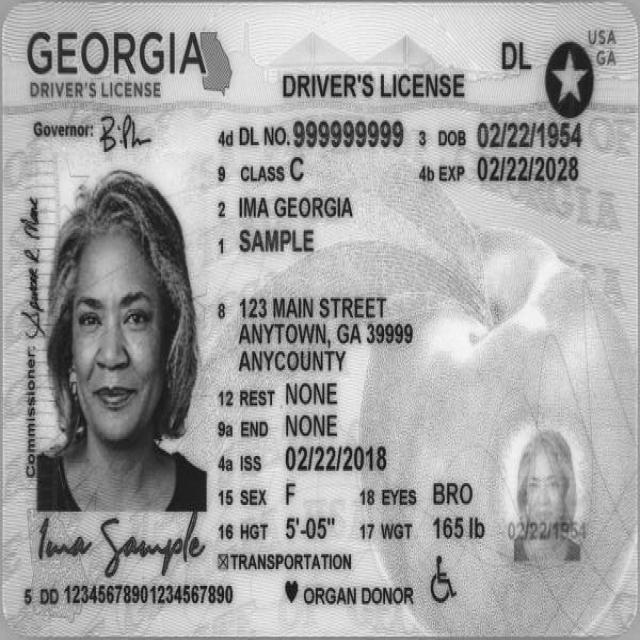 GEORGIA
DRIVER'S LICENSE
DRIVER'S LICENSE
DL
USA
GA
Governor:
4d DL NO. 999999999 3 DOB 02/22/1954
9 CLASS C 4b EXP 02/22/2028
2 IMA GEORGIA
1 SAMPLE
8 123 MAIN STREET
ANYTOWN, GA 39999
ANYCOUNTY
12 REST NONE
9a END NONE
4a ISS 02/22/2018
15 SEX F 18 EYES BRO
16 HGT 5'-05" 17 WGT 165 lb
TRANSPORTATION
ORGAN DONOR
Commissioner:
Ima Sample
5 DD 12345678901234567890
02/22/1954